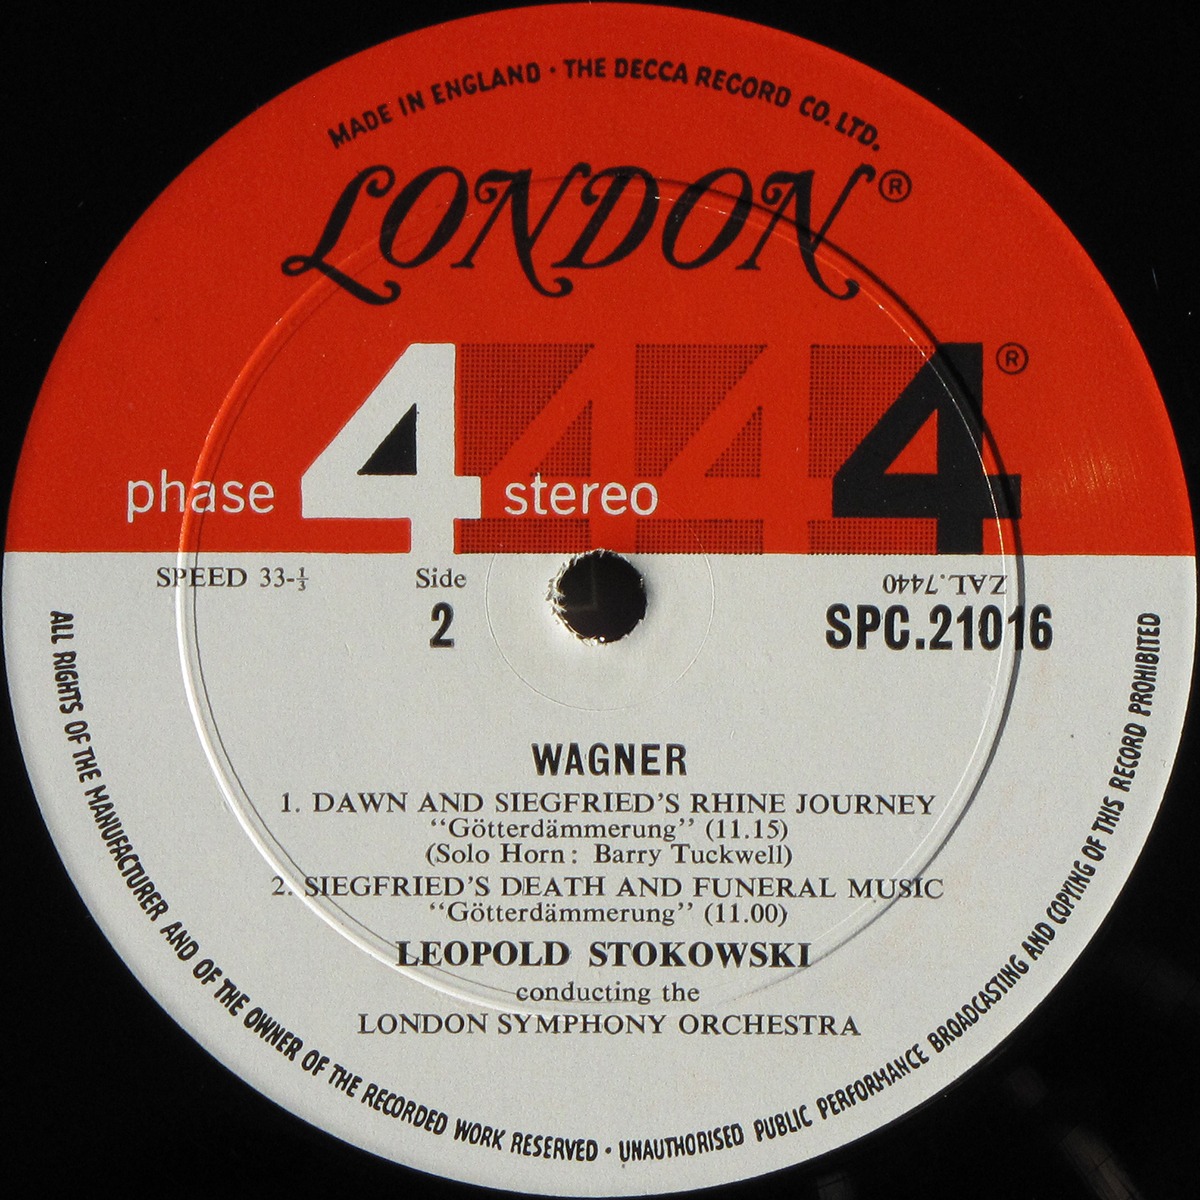 MADE IN ENGLAND · THE DECCA RECORD CO. LTD.
LONDON®
phase 4 stereo 4 4 4 ®
SPEED 33-⅓
Side
2
ZAL.7440
SPC.21016
WAGNER
1. DAWN AND SIEGFRIED'S RHINE JOURNEY
"Götterdämmerung" (11.15)
(Solo Horn: Barry Tuckwell)
2. SIEGFRIED'S DEATH AND FUNERAL MUSIC
"Götterdämmerung" (11.00)
LEOPOLD STOKOWSKI
conducting the
LONDON SYMPHONY ORCHESTRA
ALL RIGHTS OF THE MANUFACTURER AND OF THE OWNER OF THE RECORDED WORK RESERVED · UNAUTHORISED PUBLIC PERFORMANCE BROADCASTING AND COPYING OF THIS RECORD PROHIBITED